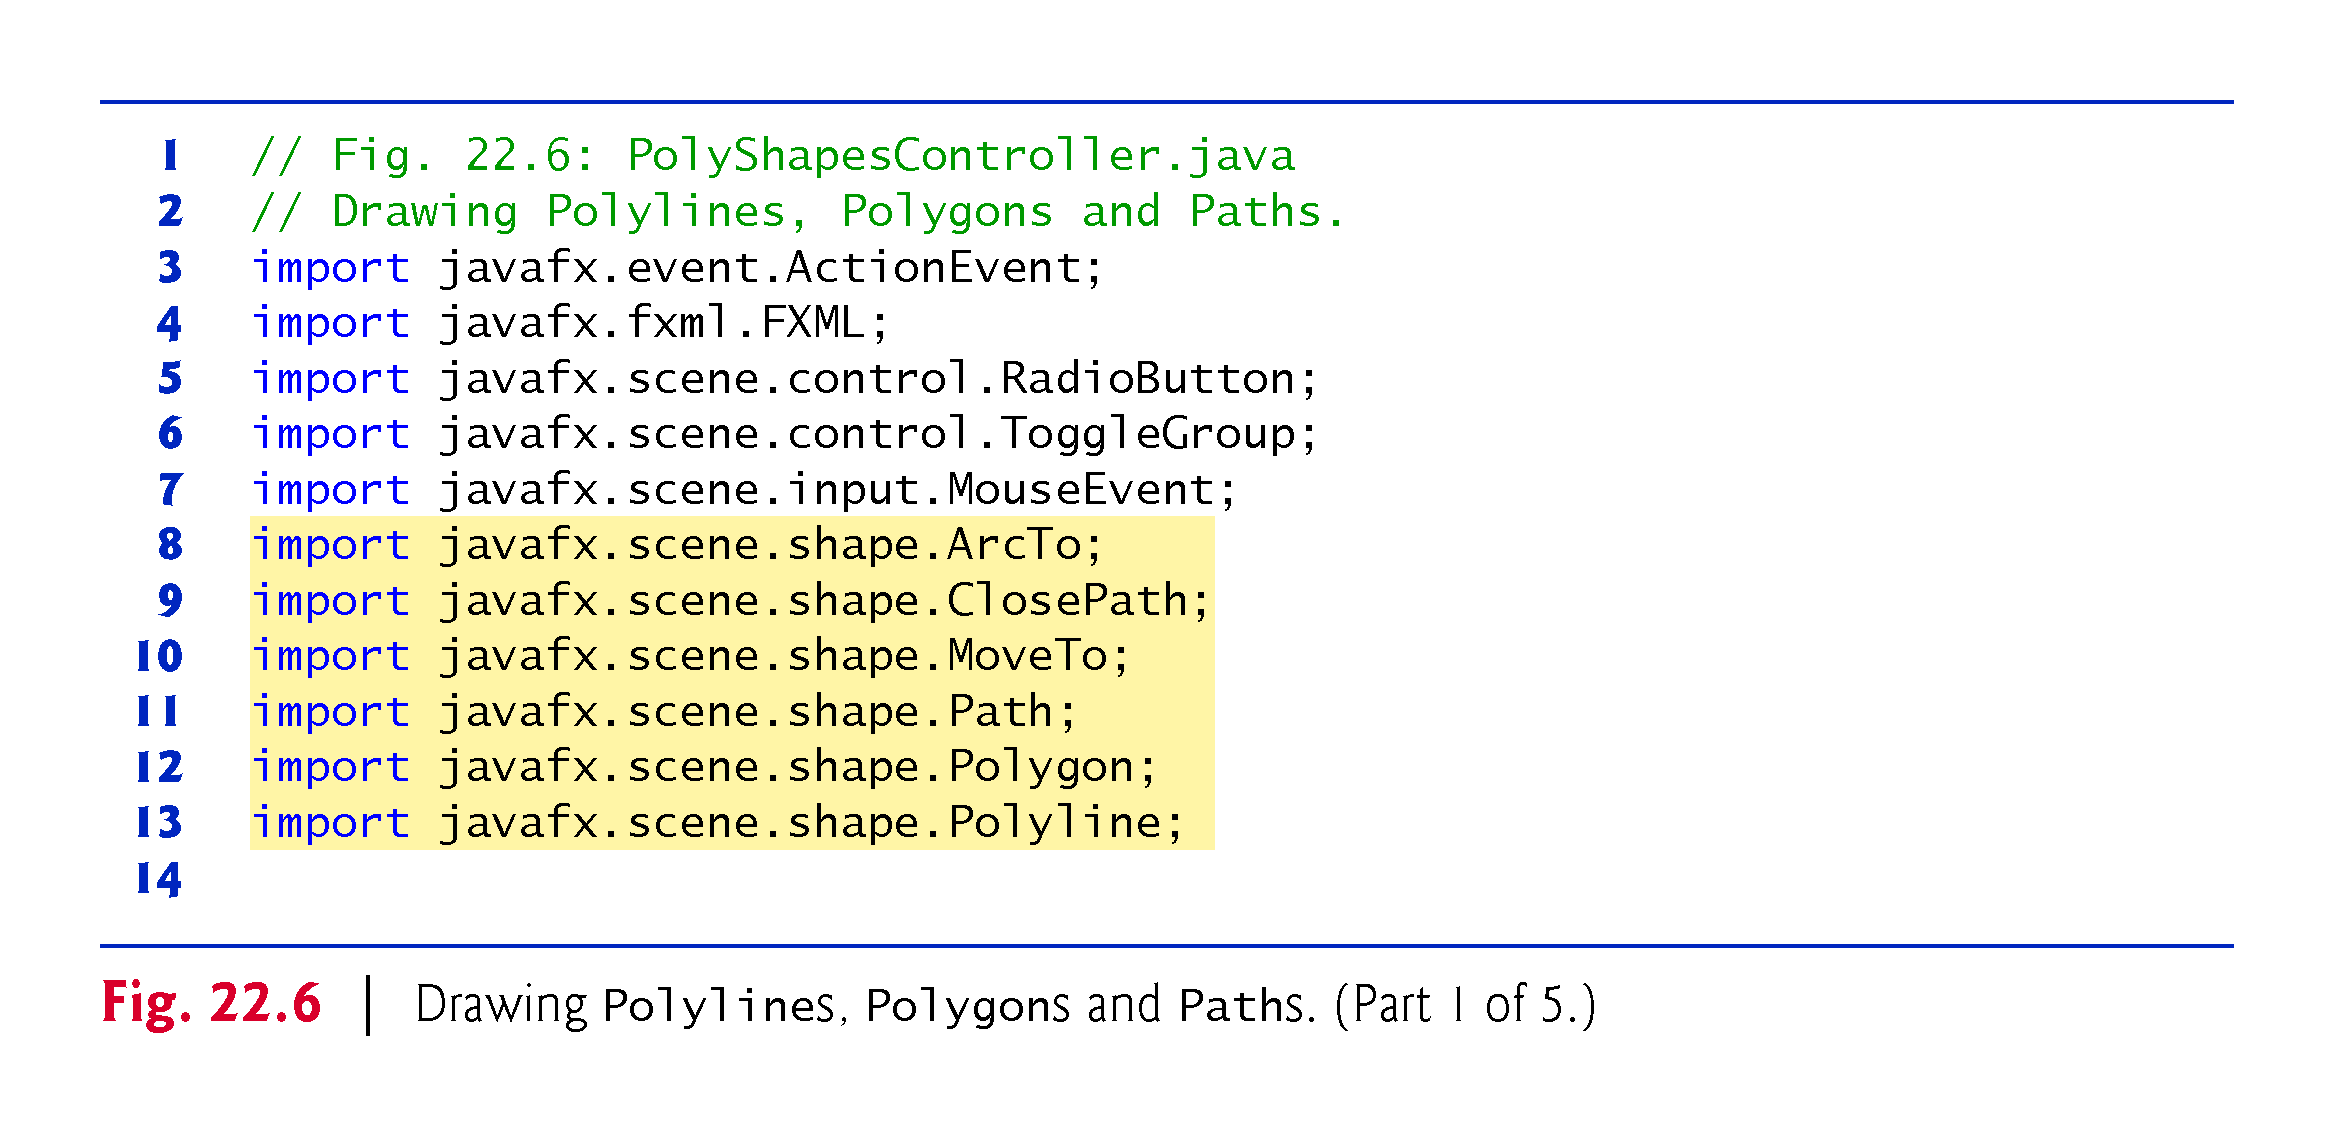 1 // Fig. 22.6: PolyShapesController.java
2 // Drawing Polylines, Polygons and Paths.
3 import javafx.event.ActionEvent;
4 import javafx.fxml.FXML;
5 import javafx.scene.control.RadioButton;
6 import javafx.scene.control.ToggleGroup;
7 import javafx.scene.input.MouseEvent;
8 import javafx.scene.shape.ArcTo;
9 import javafx.scene.shape.ClosePath;
10 import javafx.scene.shape.MoveTo;
11 import javafx.scene.shape.Path;
12 import javafx.scene.shape.Polygon;
13 import javafx.scene.shape.Polyline;
14
Fig. 22.6 | Drawing Polylines, Polygons and Paths. (Part 1 of 5.)